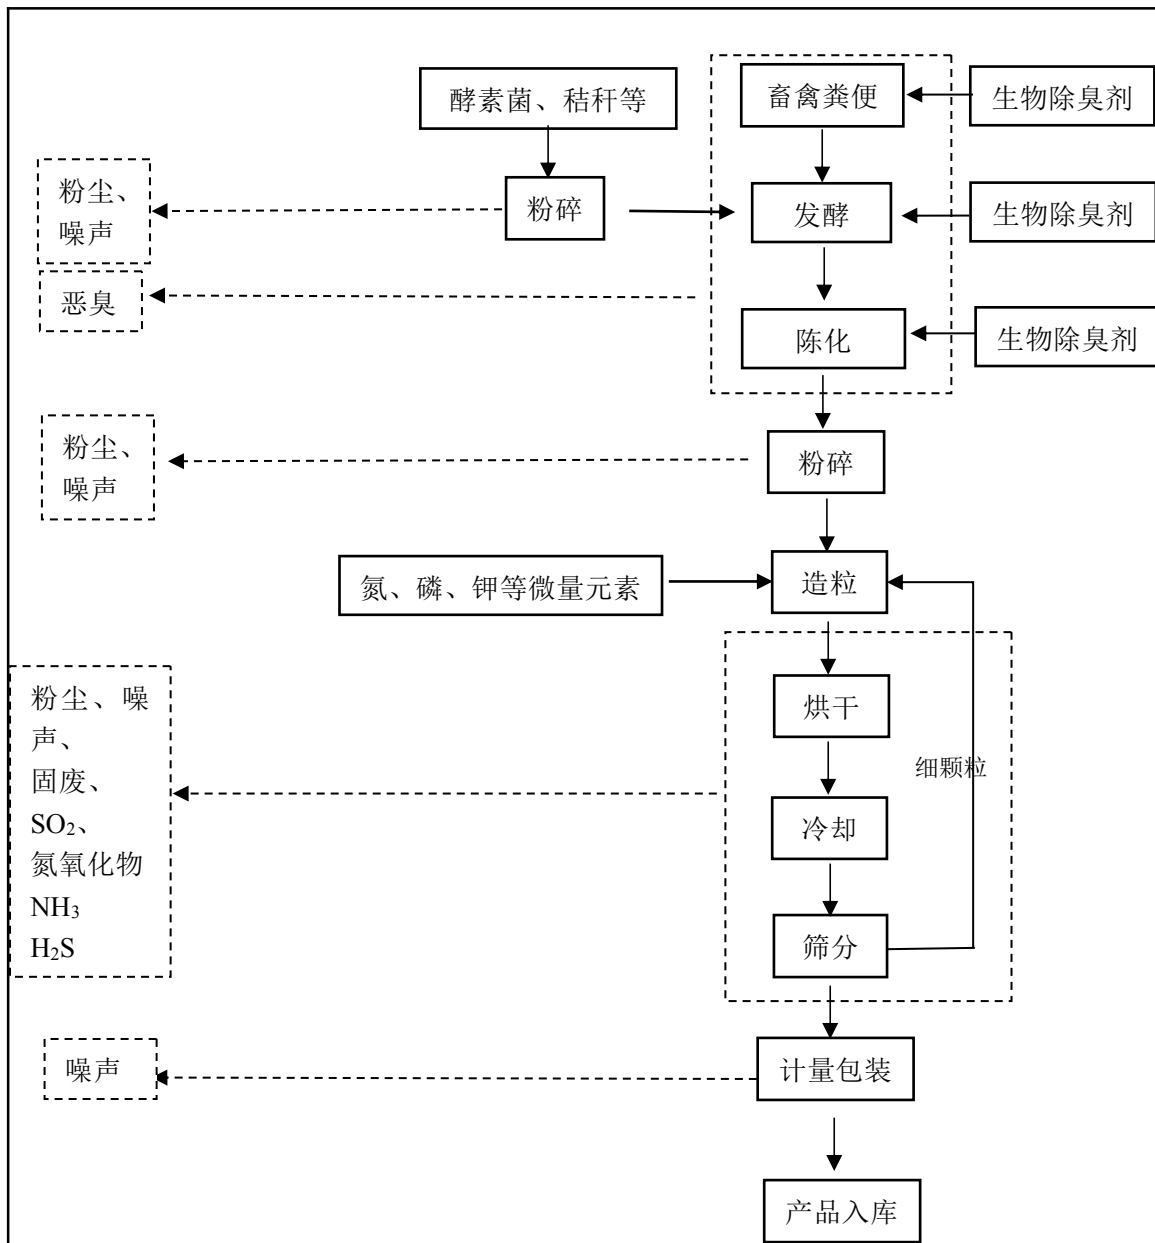 酵素菌、秸秆等
畜禽粪便
生物除臭剂
粉尘、
噪声
粉碎
发酵
生物除臭剂
恶臭
陈化
生物除臭剂
粉尘、
噪声
粉碎
氮、磷、钾等微量元素
造粒
粉尘、噪
声、
固废、
SO₂、
氮氧化物
NH₃
H₂S
烘干
细颗粒
冷却
筛分
噪声
计量包装
产品入库